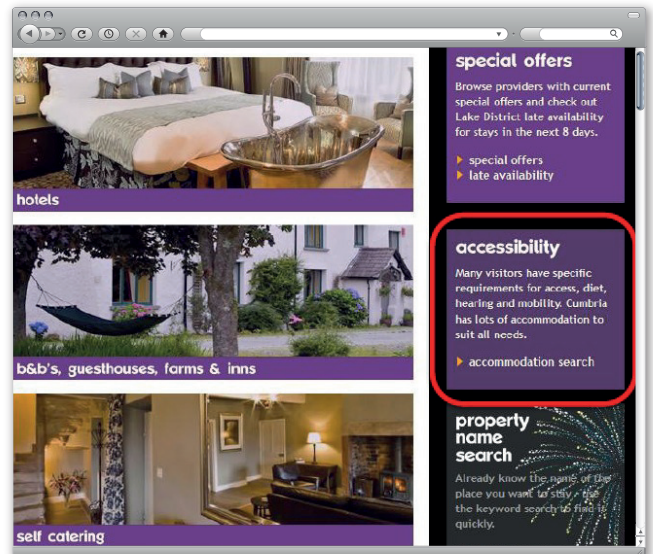 hotels
b&b's, guesthouses, farms & inns
self catering
special offers
Browse providers with current
special offers and check out
Lake District late availability
for stays in the next 8 days.
special offers
late availability
accessibility
Many visitors have specific
requirements for access, diet,
hearing and mobility. Cumbria
has lots of accommodation to
suit all needs.
accommodation search
property
name
search
Already know the name of the
place you want to stay - use
the keyword search to find it
quickly.